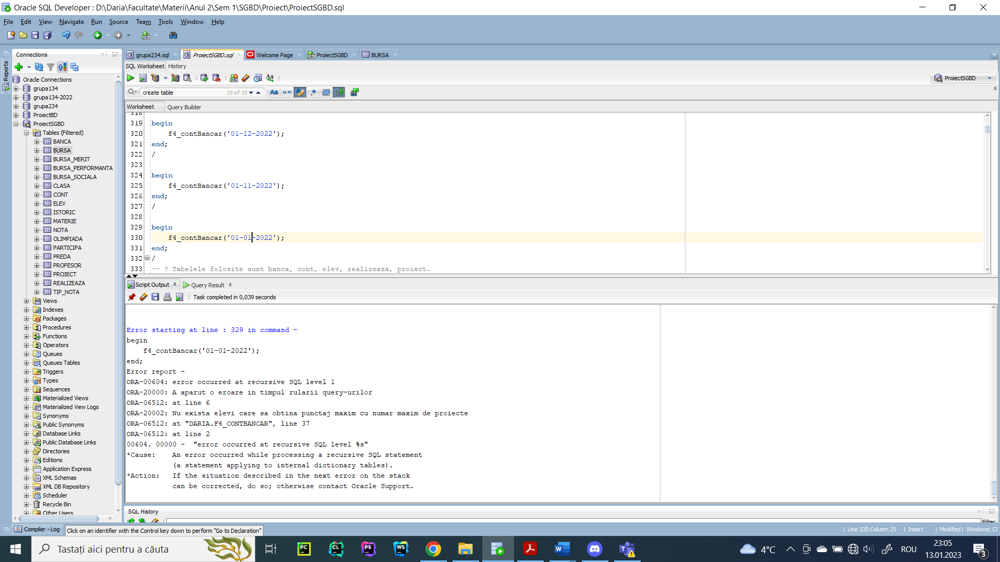 Oracle SQL Developer : D:\Daria\Facultate\Materii\Anul 2\Sem 1\SGBD\Proiect\ProiectSGBD.sql
File Edit View Navigate Run Source Team Tools Window Help
Reports
Connections
Oracle Connections
grupa134
grupa134-2022
grupa234
ProiectBD
ProiectSGBD
Tables (Filtered)
BANCA
BURSA
BURSA_MERIT
BURSA_PERFORMANTA
BURSA_SOCIALA
CLASA
CONT
ELEV
ISTORIC
MATERIE
NOTA
OLIMPIADA
PARTICIPA
PREDA
PROFESOR
PROIECT
REALIZEAZA
TIP_NOTA
Views
Indexes
Packages
Procedures
Functions
Operators
Queues
Queues Tables
Triggers
Types
Sequences
Materialized Views
Materialized View Logs
Synonyms
Public Synonyms
Database Links
Public Database Links
Directories
Editions
Application Express
XML Schemas
XML DB Repository
Scheduler
Recycle Bin
Other Users
grupa234.sql ProiectSGBD.sql Welcome Page ProiectSGBD BURSA
SQL Worksheet History
ProiectSGBD
create table 19 of 19
Worksheet Query Builder
318
319 begin
320 f4_contBancar('01-12-2022');
321 end;
322 /
323
324 begin
325 f4_contBancar('01-11-2022');
326 end;
327 /
328
329 begin
330 f4_contBancar('01-01-2022');
331 end;
332 /
333 -- ? Tabelele folosite sunt banca, cont, elev, realizeaza, proiect.
Script Output Query Result
Task completed in 0,039 seconds
Error starting at line : 329 in command -
begin
f4_contBancar('01-01-2022');
end;
Error report -
ORA-00604: error occurred at recursive SQL level 1
ORA-20000: A aparut o eroare in timpul rularii query-urilor
ORA-06512: at line 6
ORA-20002: Nu exista elevi care sa obtina punctaj maxim cu numar maxim de proiecte
ORA-06512: at "DARIA.F4_CONTBANCAR", line 37
ORA-06512: at line 2
00604. 00000 - "error occurred at recursive SQL level %s"
*Cause: An error occurred while processing a recursive SQL statement
(a statement applying to internal dictionary tables).
*Action: If the situation described in the next error on the stack
can be corrected, do so; otherwise contact Oracle Support.
SQL History
Filter
Compiler - Log
Click on an identifier with the Control key down to perform "Go to Declaration"
Line 330 Column 25 Insert Modified Windows: CR
Tastați aici pentru a căuta
4°C ROU 23:05
13.01.2023
3